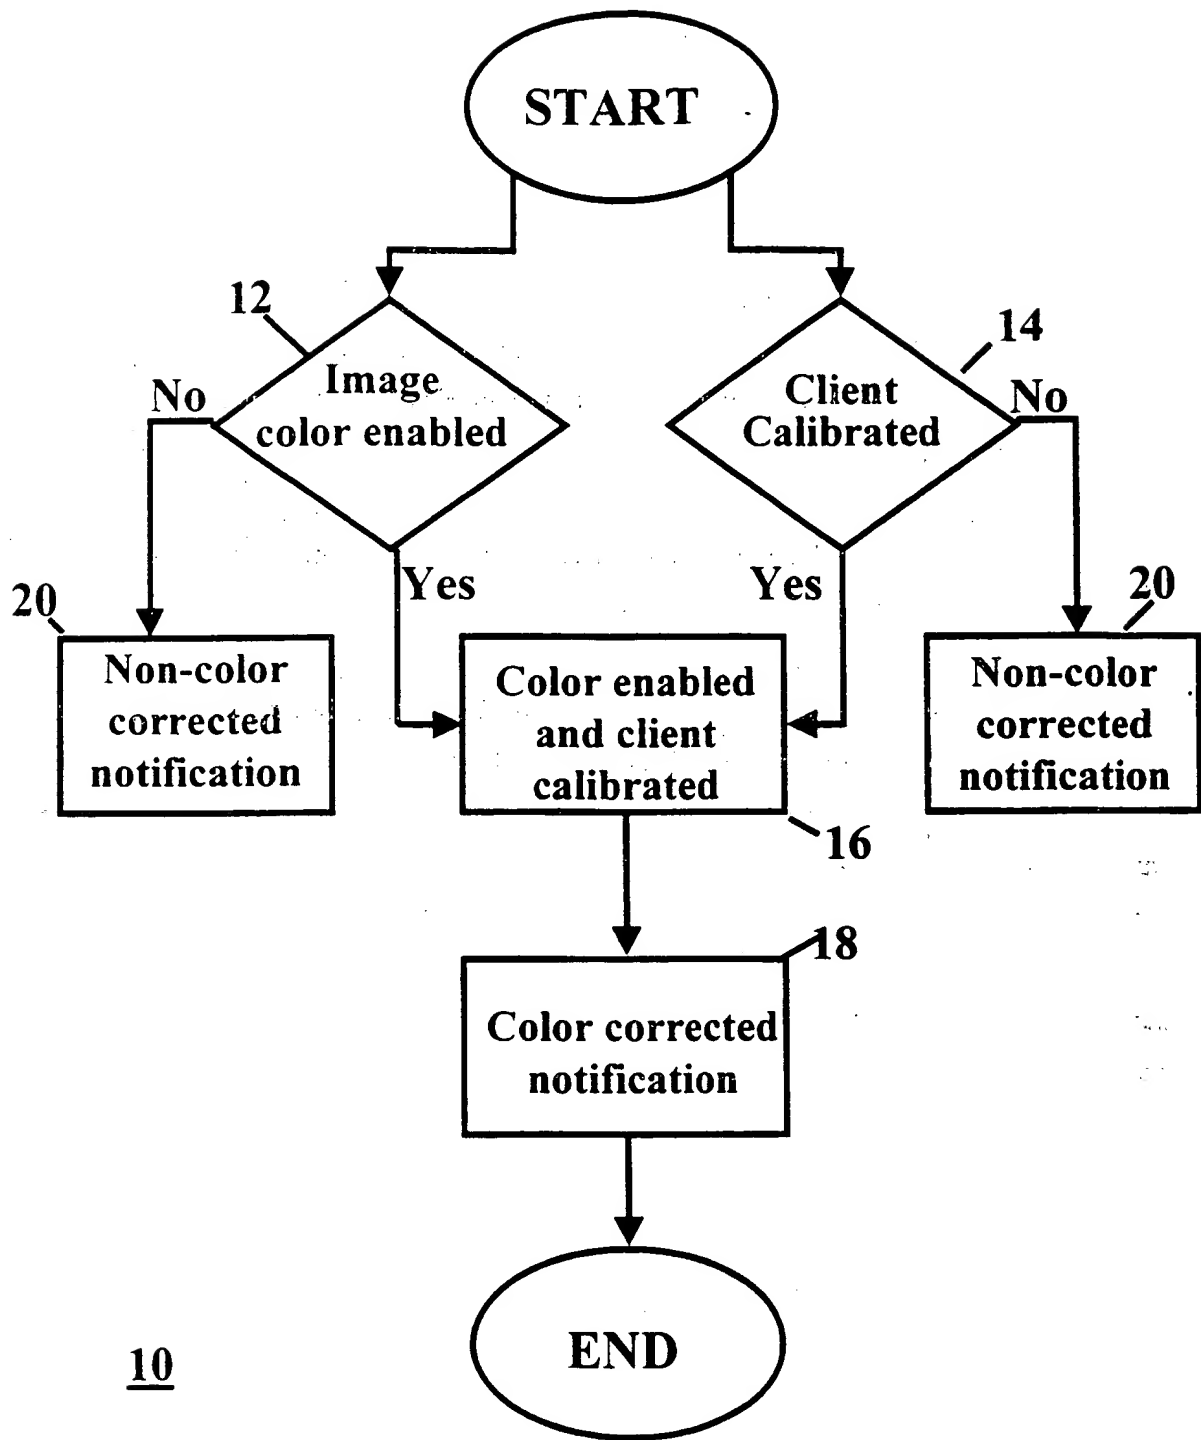 START
12
14
Image
color enabled
Client
Calibrated
No
No
Yes
Yes
20
20
Non-color
corrected
notification
Color enabled
and client
calibrated
Non-color
corrected
notification
16
18
Color corrected
notification
END
10